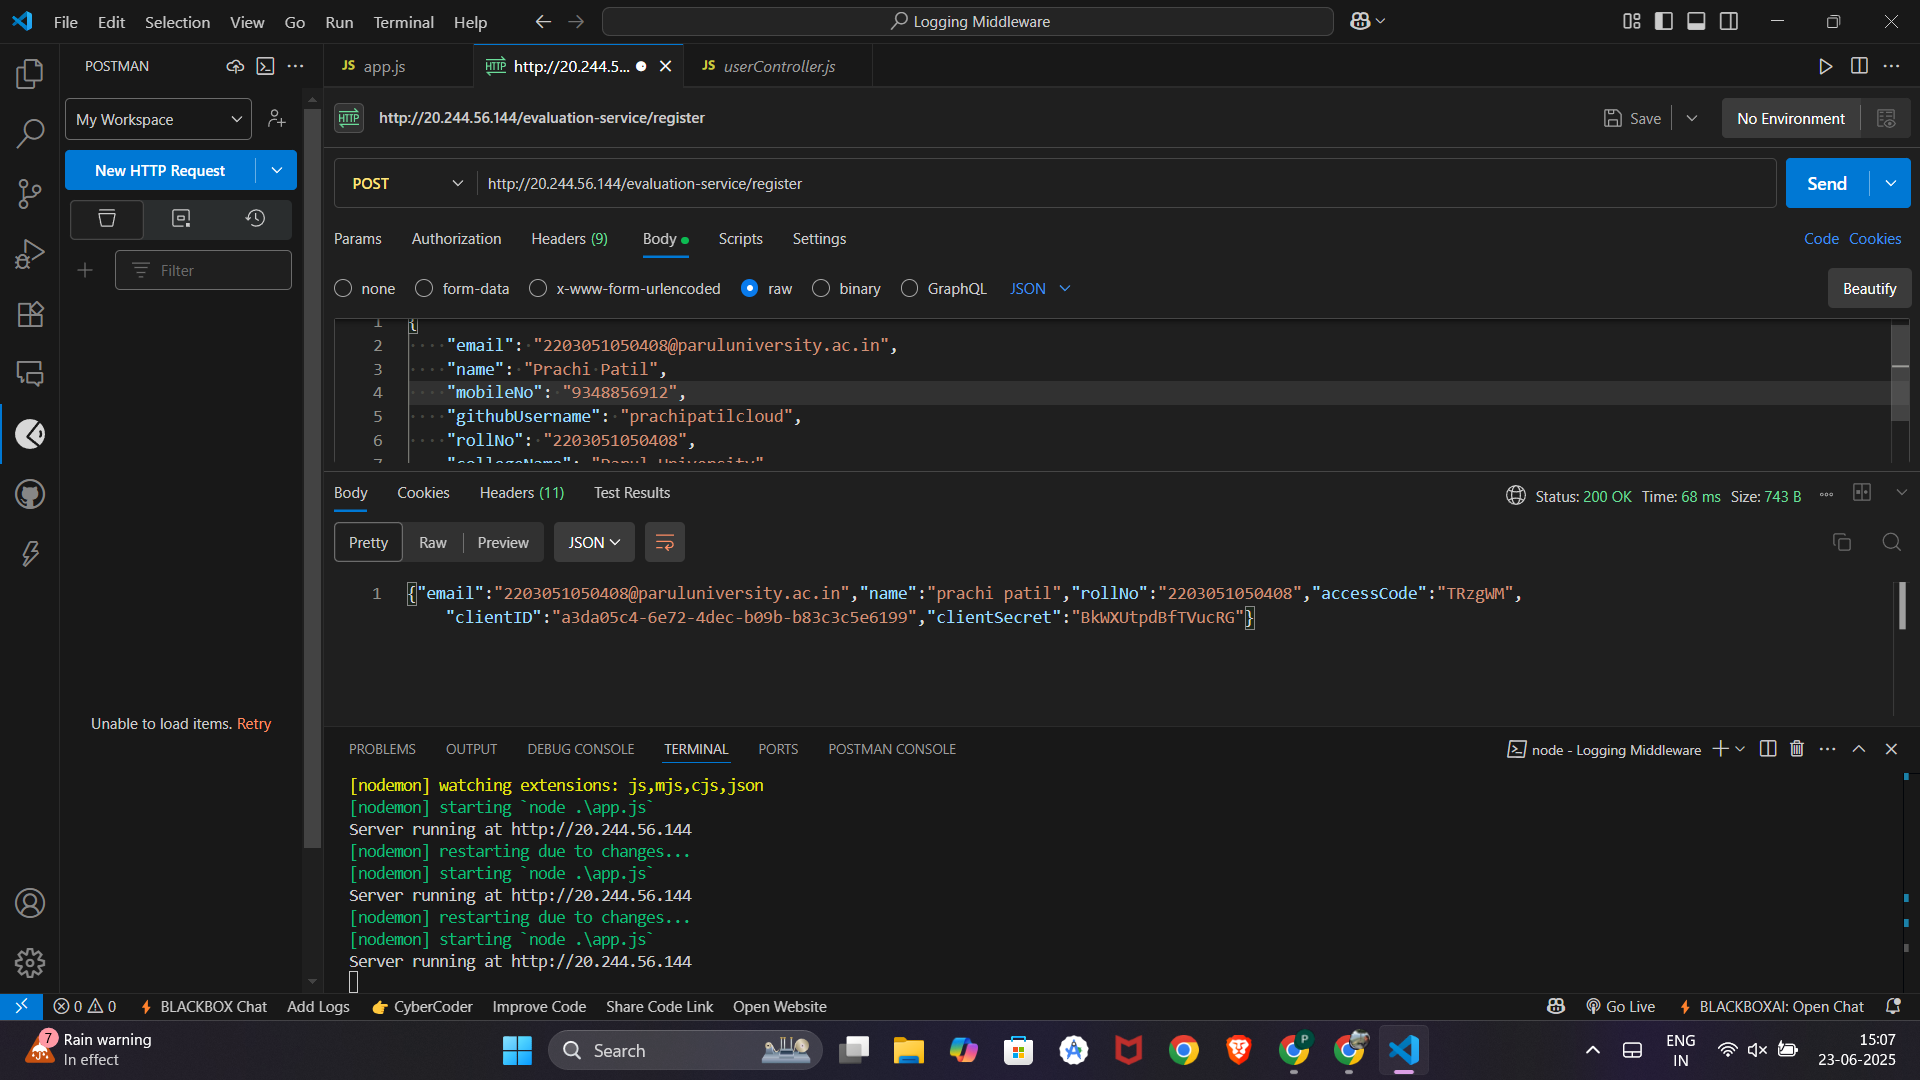 File Edit Selection View Go Run Terminal Help
Logging Middleware
POSTMAN
JS app.js
HTTP http://20.244.5...
JS userController.js
My Workspace
HTTP http://20.244.56.144/evaluation-service/register
Save
No Environment
New HTTP Request
POST http://20.244.56.144/evaluation-service/register
Send
Params Authorization Headers (9) Body Scripts Settings
Code Cookies
Filter
none form-data x-www-form-urlencoded raw binary GraphQL JSON
Beautify
1 {
2 "email": "2203051050408@paruluniversity.ac.in",
3 "name": "Prachi Patil",
4 "mobileNo": "9348856912",
5 "githubUsername": "prachipatilcloud",
6 "rollNo": "2203051050408",
7 "collegeName": "Parul University"
Body Cookies Headers (11) Test Results
Status: 200 OK Time: 68 ms Size: 743 B
Pretty Raw Preview JSON
1 {"email":"2203051050408@paruluniversity.ac.in","name":"prachi patil","rollNo":"2203051050408","accessCode":"TRzgWM",
"clientID":"a3da05c4-6e72-4dec-b09b-b83c3c5e6199","clientSecret":"BkWXUtpdBfTVucRG"}
Unable to load items. Retry
PROBLEMS OUTPUT DEBUG CONSOLE TERMINAL PORTS POSTMAN CONSOLE
node - Logging Middleware
[nodemon] watching extensions: js,mjs,cjs,json
[nodemon] starting `node .\app.js`
Server running at http://20.244.56.144
[nodemon] restarting due to changes...
[nodemon] starting `node .\app.js`
Server running at http://20.244.56.144
[nodemon] restarting due to changes...
[nodemon] starting `node .\app.js`
Server running at http://20.244.56.144
0 0 BLACKBOX Chat Add Logs CyberCoder Improve Code Share Code Link Open Website
Go Live BLACKBOXAI: Open Chat
7 Rain warning
In effect
Search
P
ENG
IN
15:07
23-06-2025